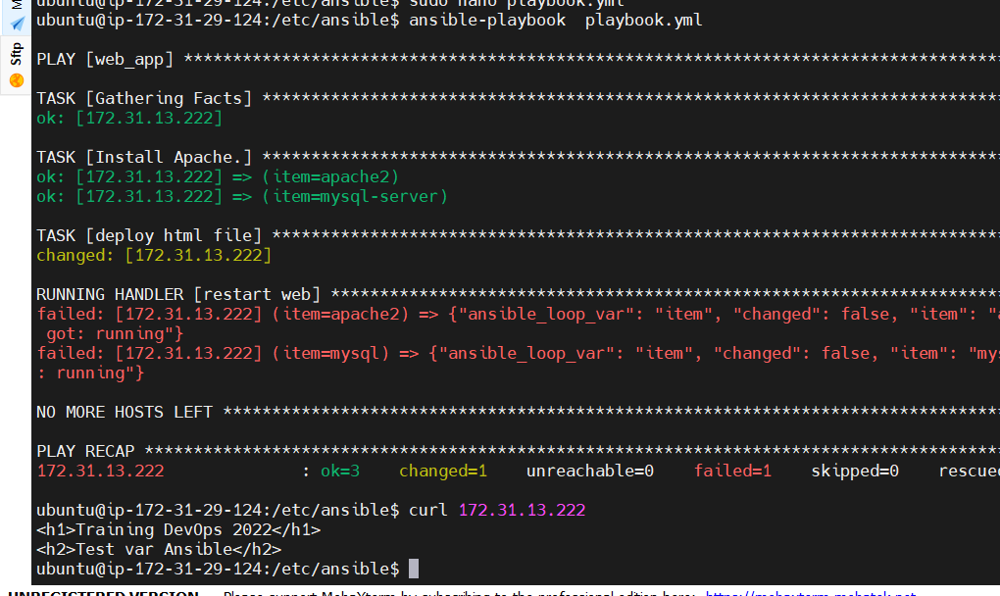 ubuntu@ip-172-31-29-124:/etc/ansible$ sudo nano playbook.yml
ubuntu@ip-172-31-29-124:/etc/ansible$ ansible-playbook  playbook.yml
Sftp
PLAY [web_app] ***********************************************************************************
TASK [Gathering Facts] ***************************************************************************
ok: [172.31.13.222]
TASK [Install Apache.] ***************************************************************************
ok: [172.31.13.222] => (item=apache2)
ok: [172.31.13.222] => (item=mysql-server)
TASK [deploy html file] **************************************************************************
changed: [172.31.13.222]
RUNNING HANDLER [restart web] ********************************************************************
failed: [172.31.13.222] (item=apache2) => {"ansible_loop_var": "item", "changed": false, "item": "a
 got: running"}
failed: [172.31.13.222] (item=mysql) => {"ansible_loop_var": "item", "changed": false, "item": "mys
: running"}
NO MORE HOSTS LEFT *******************************************************************************
PLAY RECAP ***************************************************************************************
172.31.13.222              : ok=3    changed=1    unreachable=0    failed=1    skipped=0    rescued
ubuntu@ip-172-31-29-124:/etc/ansible$ curl 172.31.13.222
<h1>Training DevOps 2022</h1>
<h2>Test var Ansible</h2>
ubuntu@ip-172-31-29-124:/etc/ansible$
UNREGISTERED VERSION - Please support MobaXterm by subscribing to the professional edition here: https://mobaxterm.mobatek.net